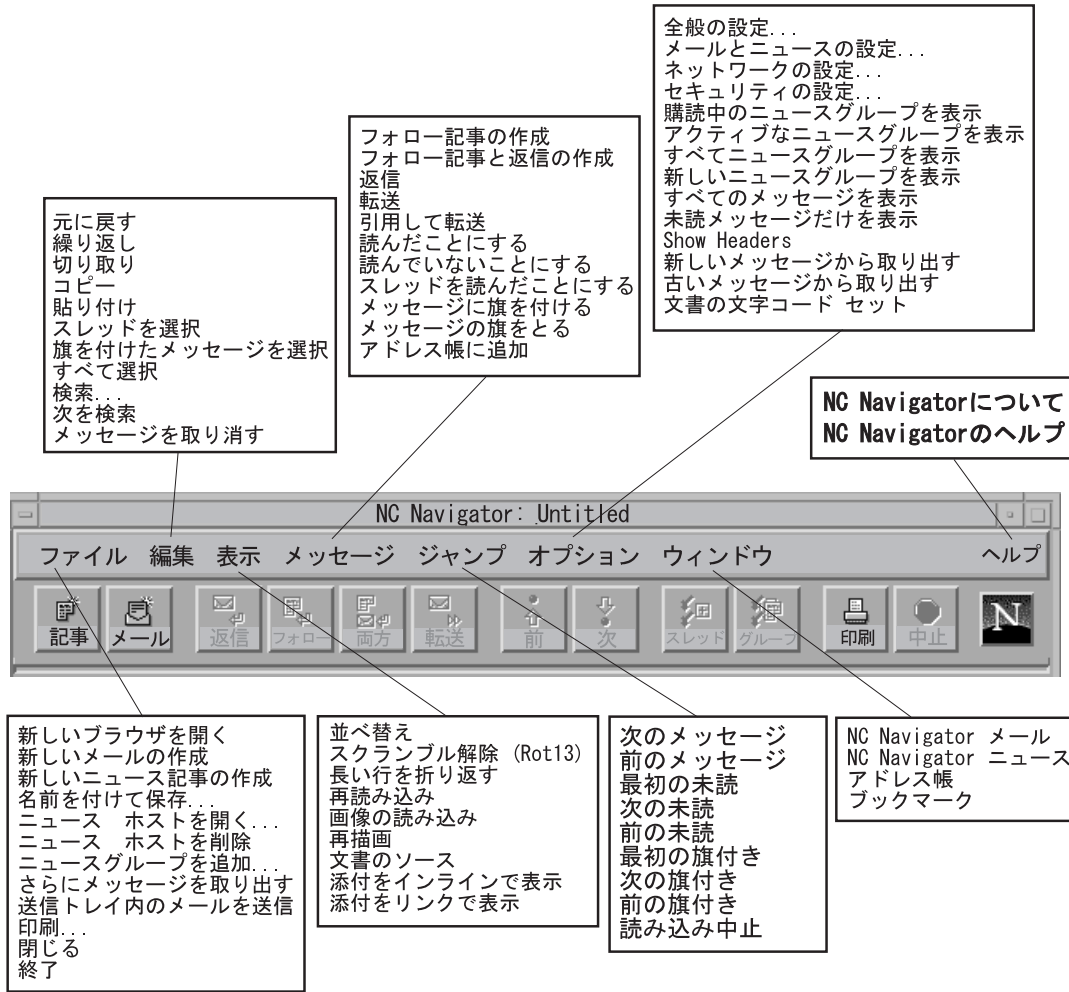 全般の設定...
メールとニュースの設定...
ネットワークの設定...
セキュリティの設定...
購読中のニュースグループを表示
アクティブなニュースグループを表示
すべてニュースグループを表示
新しいニュースグループを表示
すべてのメッセージを表示
未読メッセージだけを表示
Show Headers
新しいメッセージから取り出す
古いメッセージから取り出す
文書の文字コード セット
フォロー記事の作成
フォロー記事と返信の作成
返信
転送
引用して転送
読んだことにする
読んでいないことにする
スレッドを読んだことにする
メッセージに旗を付ける
メッセージの旗をとる
アドレス帳に追加
元に戻す
繰り返し
切り取り
コピー
貼り付け
スレッドを選択
旗を付けたメッセージを選択
すべて選択
検索...
次を検索
メッセージを取り消す
NC Navigatorについて
NC Navigatorのヘルプ
NC Navigator: Untitled
ファイル 編集 表示 メッセージ ジャンプ オプション ウィンドウ ヘルプ
記事 メール 返信 フォロー 両方 転送 前 次 スレッド グループ 印刷 中止 N
新しいブラウザを開く
新しいメールの作成
新しいニュース記事の作成
名前を付けて保存...
ニュース ホストを開く...
ニュース ホストを削除
ニュースグループを追加...
さらにメッセージを取り出す
送信トレイ内のメールを送信
印刷...
閉じる
終了
並べ替え
スクランブル解除 (Rot13)
長い行を折り返す
再読み込み
画像の読み込み
再描画
文書のソース
添付をインラインで表示
添付をリンクで表示
次のメッセージ
前のメッセージ
最初の未読
次の未読
前の未読
最初の旗付き
次の旗付き
前の旗付き
読み込み中止
NC Navigator メール
NC Navigator ニュース
アドレス帳
ブックマーク